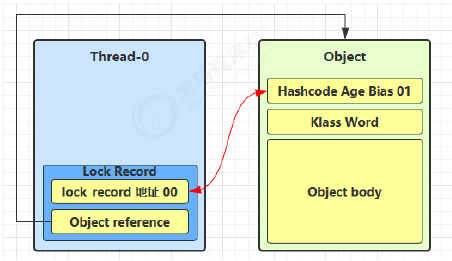 Thread-0
Lock Record
lock record 地址 00
Object reference
Object
Hashcode Age Bias 01
Klass Word
Object body